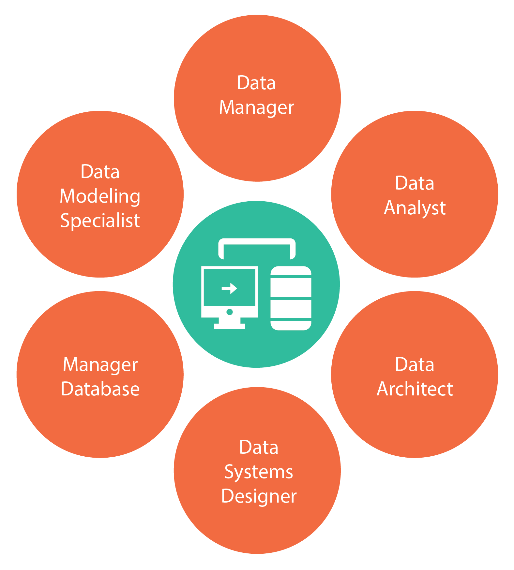 Data
Manager
Data
Analyst
Data
Architect
Data
Systems
Designer
Manager
Database
Data
Modeling
Specialist